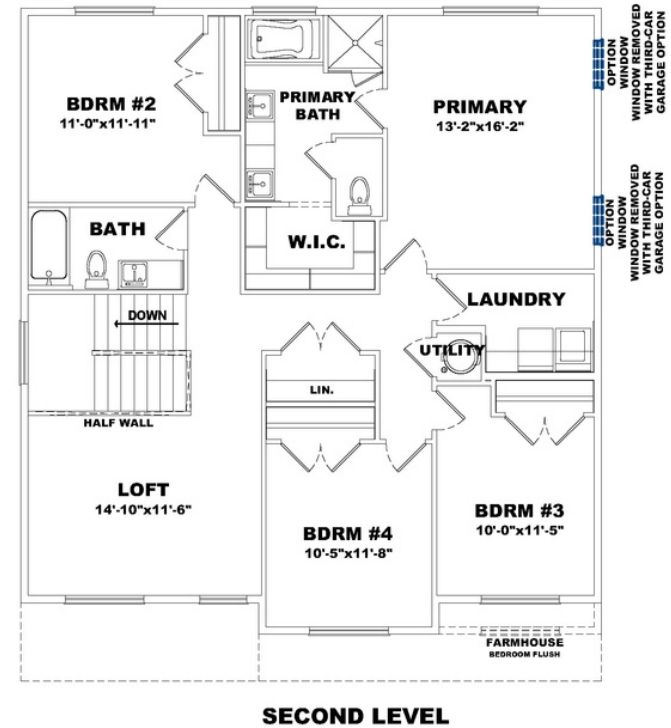 BDRM #2
11'-0"x11'-11"
PRIMARY
BATH
PRIMARY
13'-2"x16'-2"
OPTION
WINDOW
WINDOW REMOVED
WITH THIRD-CAR
GARAGE OPTION
OPTION
WINDOW
WINDOW REMOVED
WITH THIRD-CAR
GARAGE OPTION
BATH
W.I.C.
LAUNDRY
DOWN
UTILITY
LIN.
HALF WALL
LOFT
14'-10"x11'-6"
BDRM #4
10'-5"x11'-8"
BDRM #3
10'-0"x11'-5"
FARMHOUSE
BEDROOM FLUSH
SECOND LEVEL